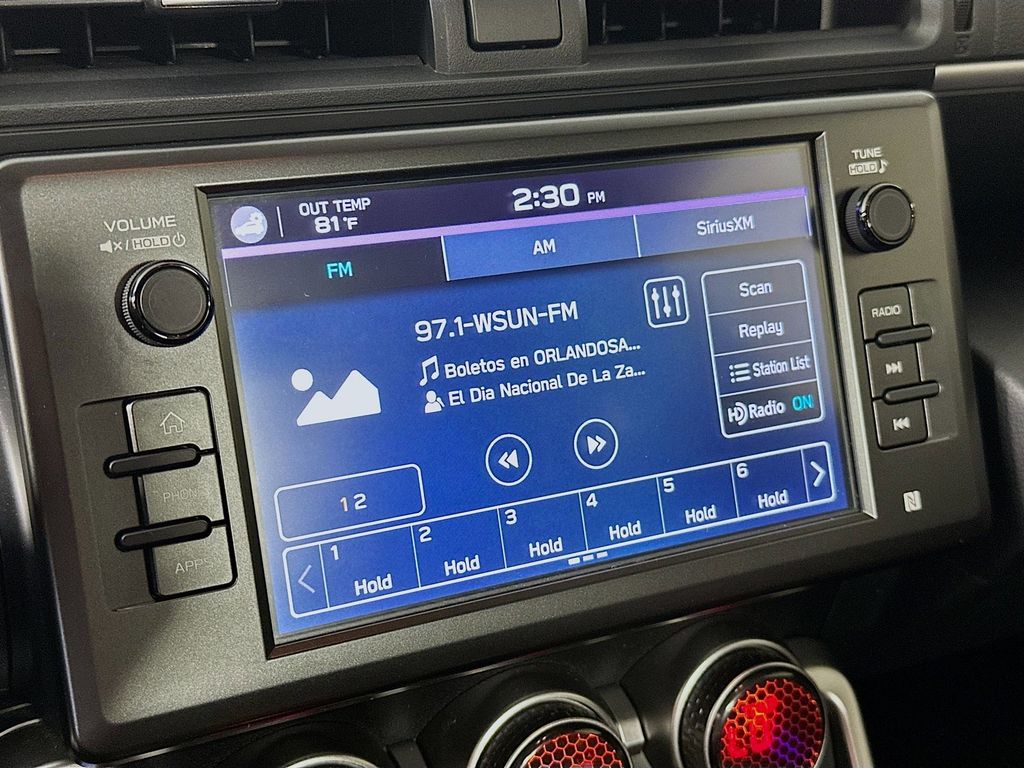 VOLUME
/ HOLD
TUNE
HOLD
OUT TEMP
81°F
2:30 PM
FM
AM
SiriusXM
97.1-WSUN-FM
Boletos en ORLANDOSA...
El Dia Nacional De La Za...
Scan
Replay
Station List
HD Radio ON
RADIO
PHONE
APPS
1 2
1 Hold
2 Hold
3 Hold
4 Hold
5 Hold
6 Hold